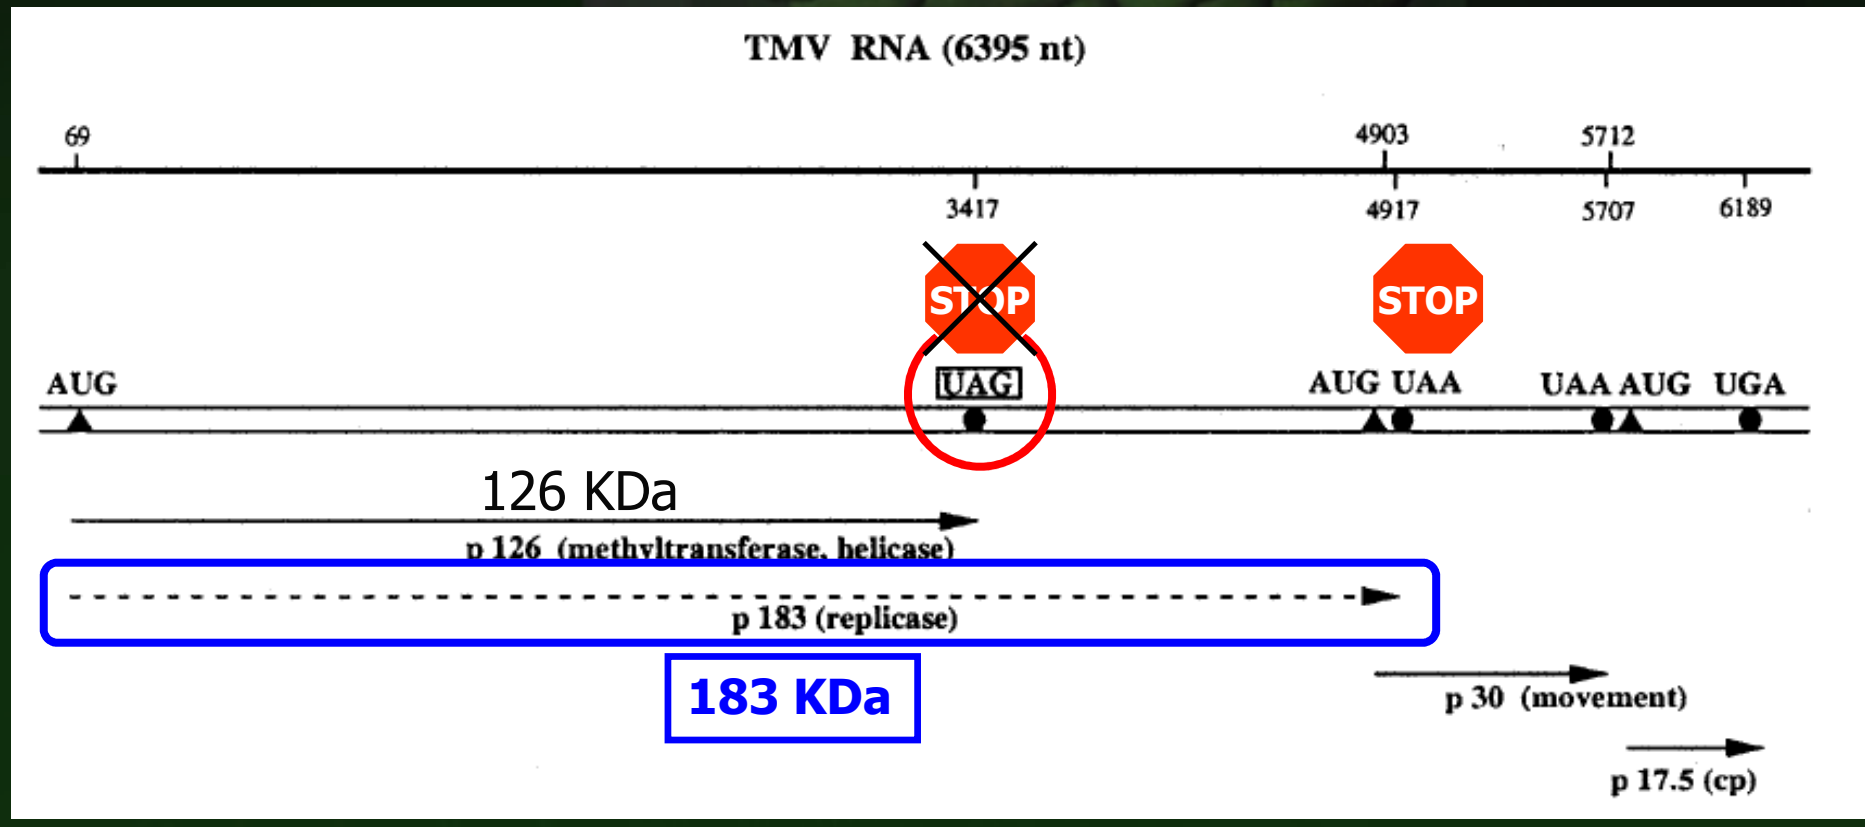 TMV RNA (6395 nt)
69 4903 5712
3417 4917 5707 6189
STOP STOP
AUG UAG AUG UAA UAA AUG UGA
126 KDa
p 126 (methyltransferase, helicase)
p 183 (replicase)
183 KDa
p 30 (movement)
p 17.5 (cp)